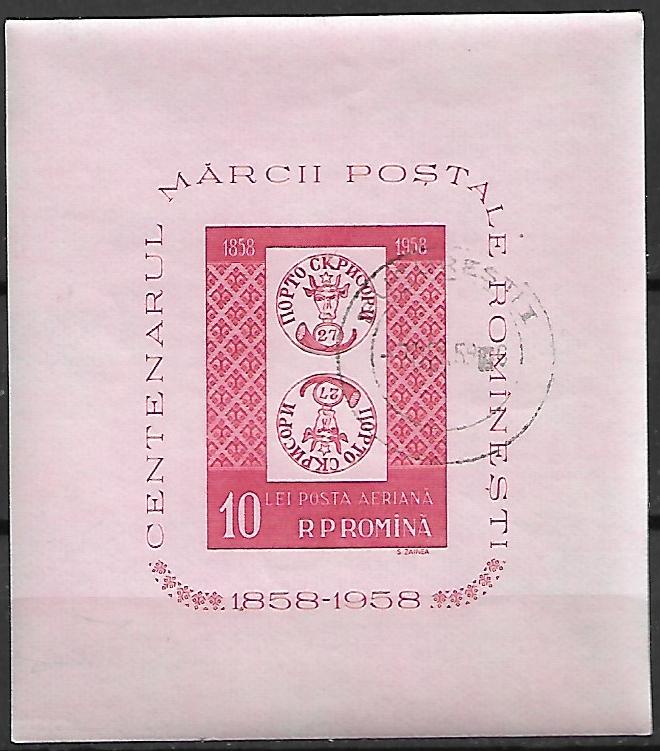 CENTENARUL MĂRCII POȘTALE ROMÎNEȘTI
1858 1958
ПОРТО СКРИСОРИ
27
27
ПОРТО СКРИСОРИ
10 LEI POSTA AERIANĂ
R P ROMÎNĂ
S. ZAINEA
1858-1958